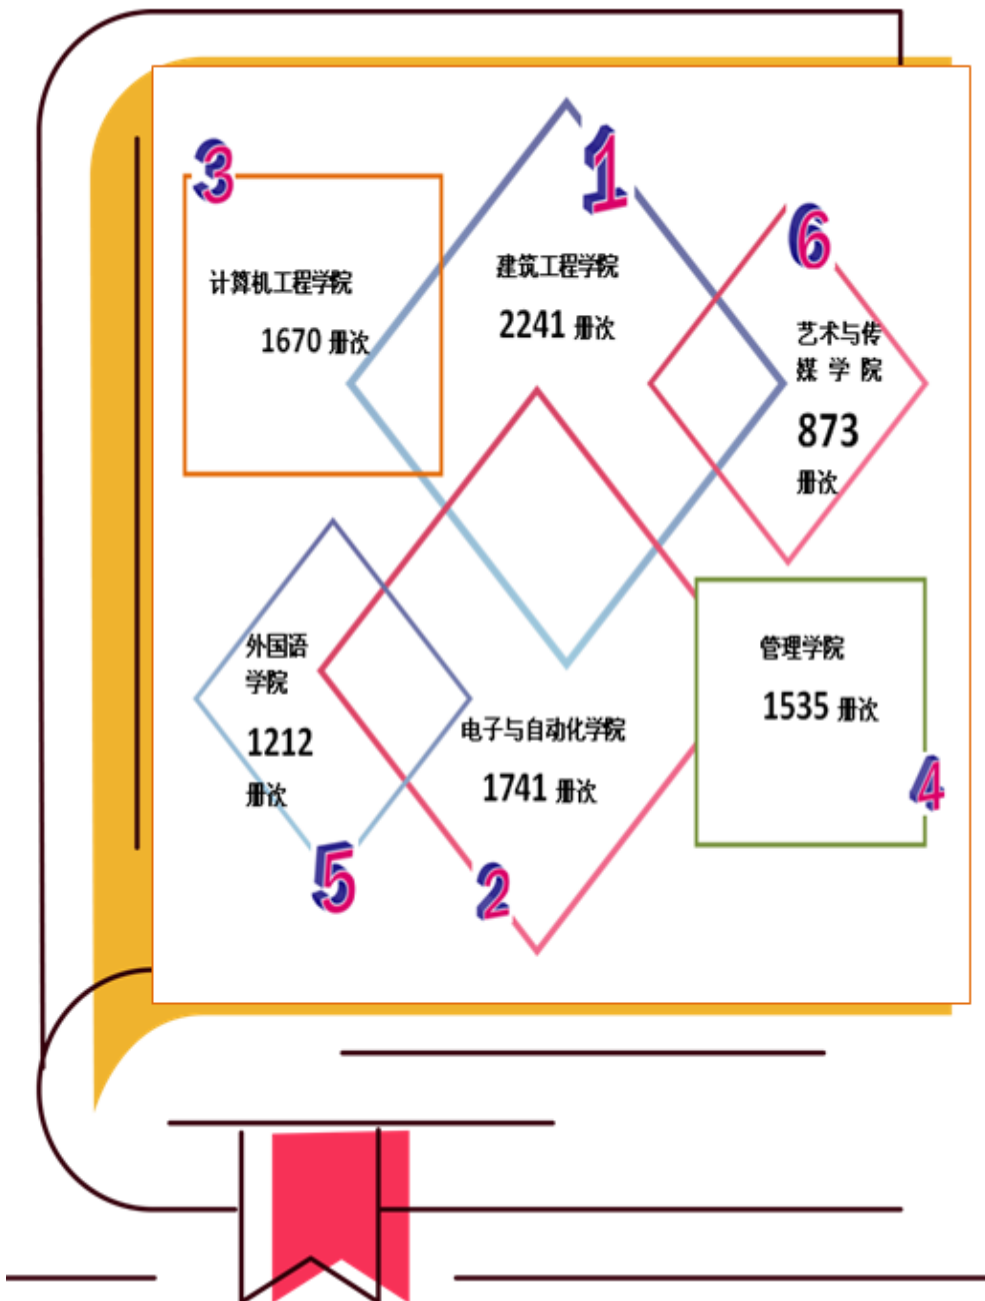 3
计算机工程学院
1670 册次
1
建筑工程学院
2241 册次
6
艺术与传
媒 学 院
873
册次
外国语
学院
1212
册次
5
电子与自动化学院
1741 册次
2
管理学院
1535 册次
4